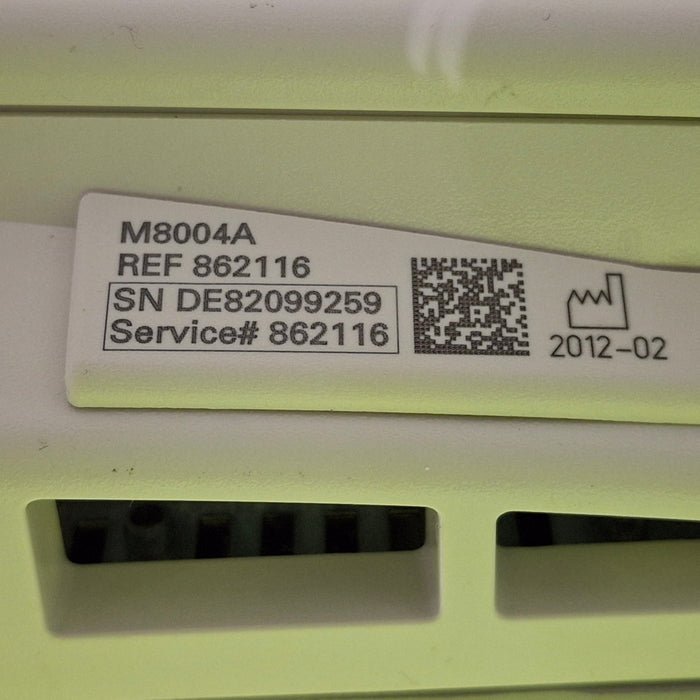 M8004A
REF 862116
SN DE82099259
Service# 862116
2012-02